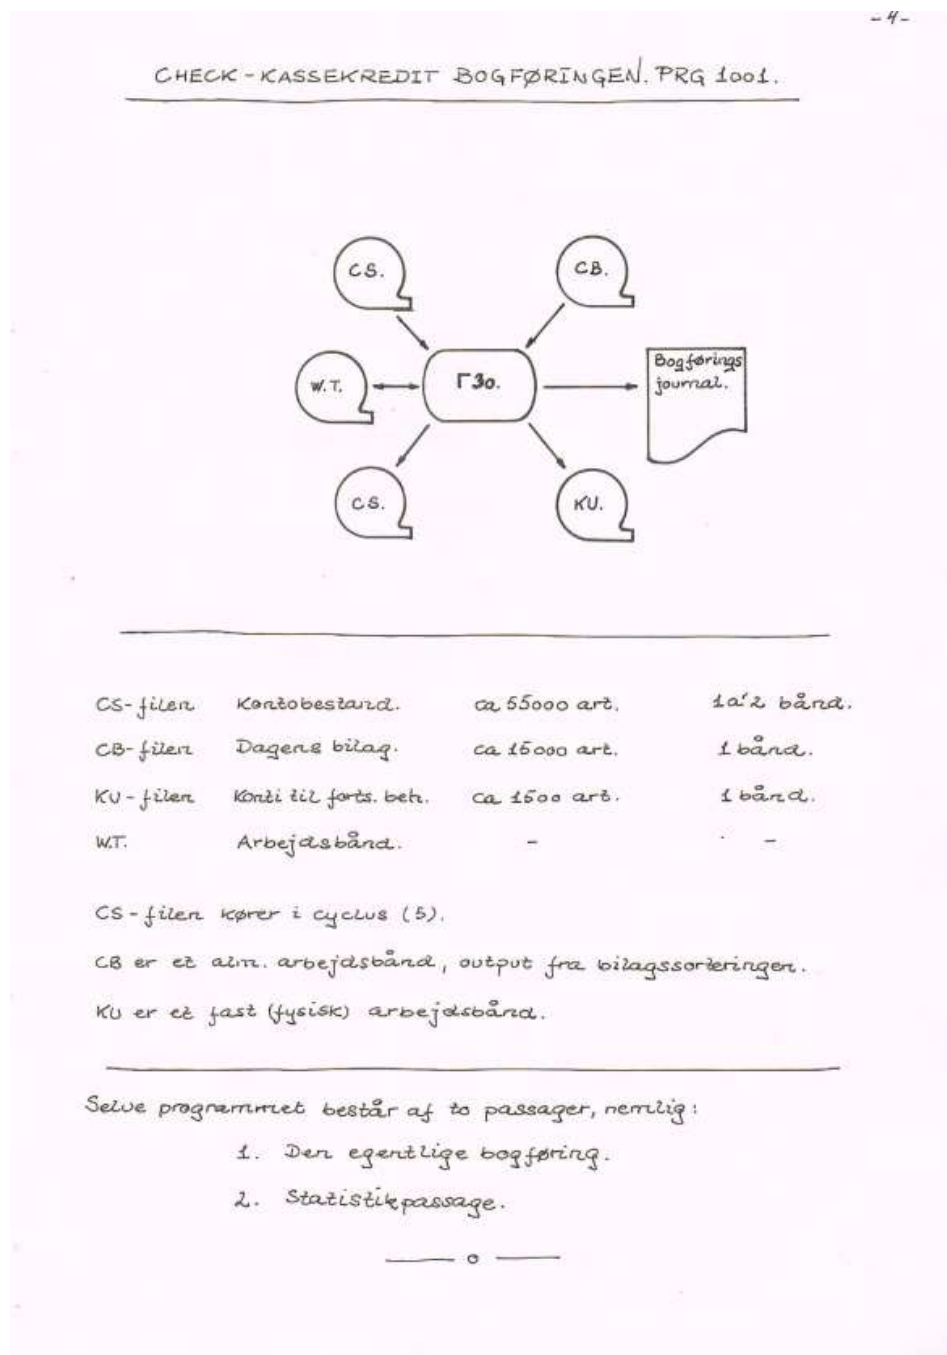 - 4 -
CHECK - KASSEKREDIT BOGFØRINGEN. PRG 1001.
CS. CB.
W.T. Γ30. Bogførings
journal.
CS. KU.
CS-filen Kontobestand. ca 55000 art. 1 a' 2 bånd.
CB-filen Dagens bilag. ca 15000 art. 1 bånd.
KU-filen Konti til forts. beh. ca 1500 art. 1 bånd.
W.T. Arbejdsbånd. - -
CS-filen kører i cyclus (5).
CB er et alm. arbejdsbånd, output fra bilagssorteringen.
KU er et fast (fysisk) arbejdsbånd.
Selve programmet består af to passager, nemlig:
1. Den egentlige bogføring.
2. Statistikpassage.